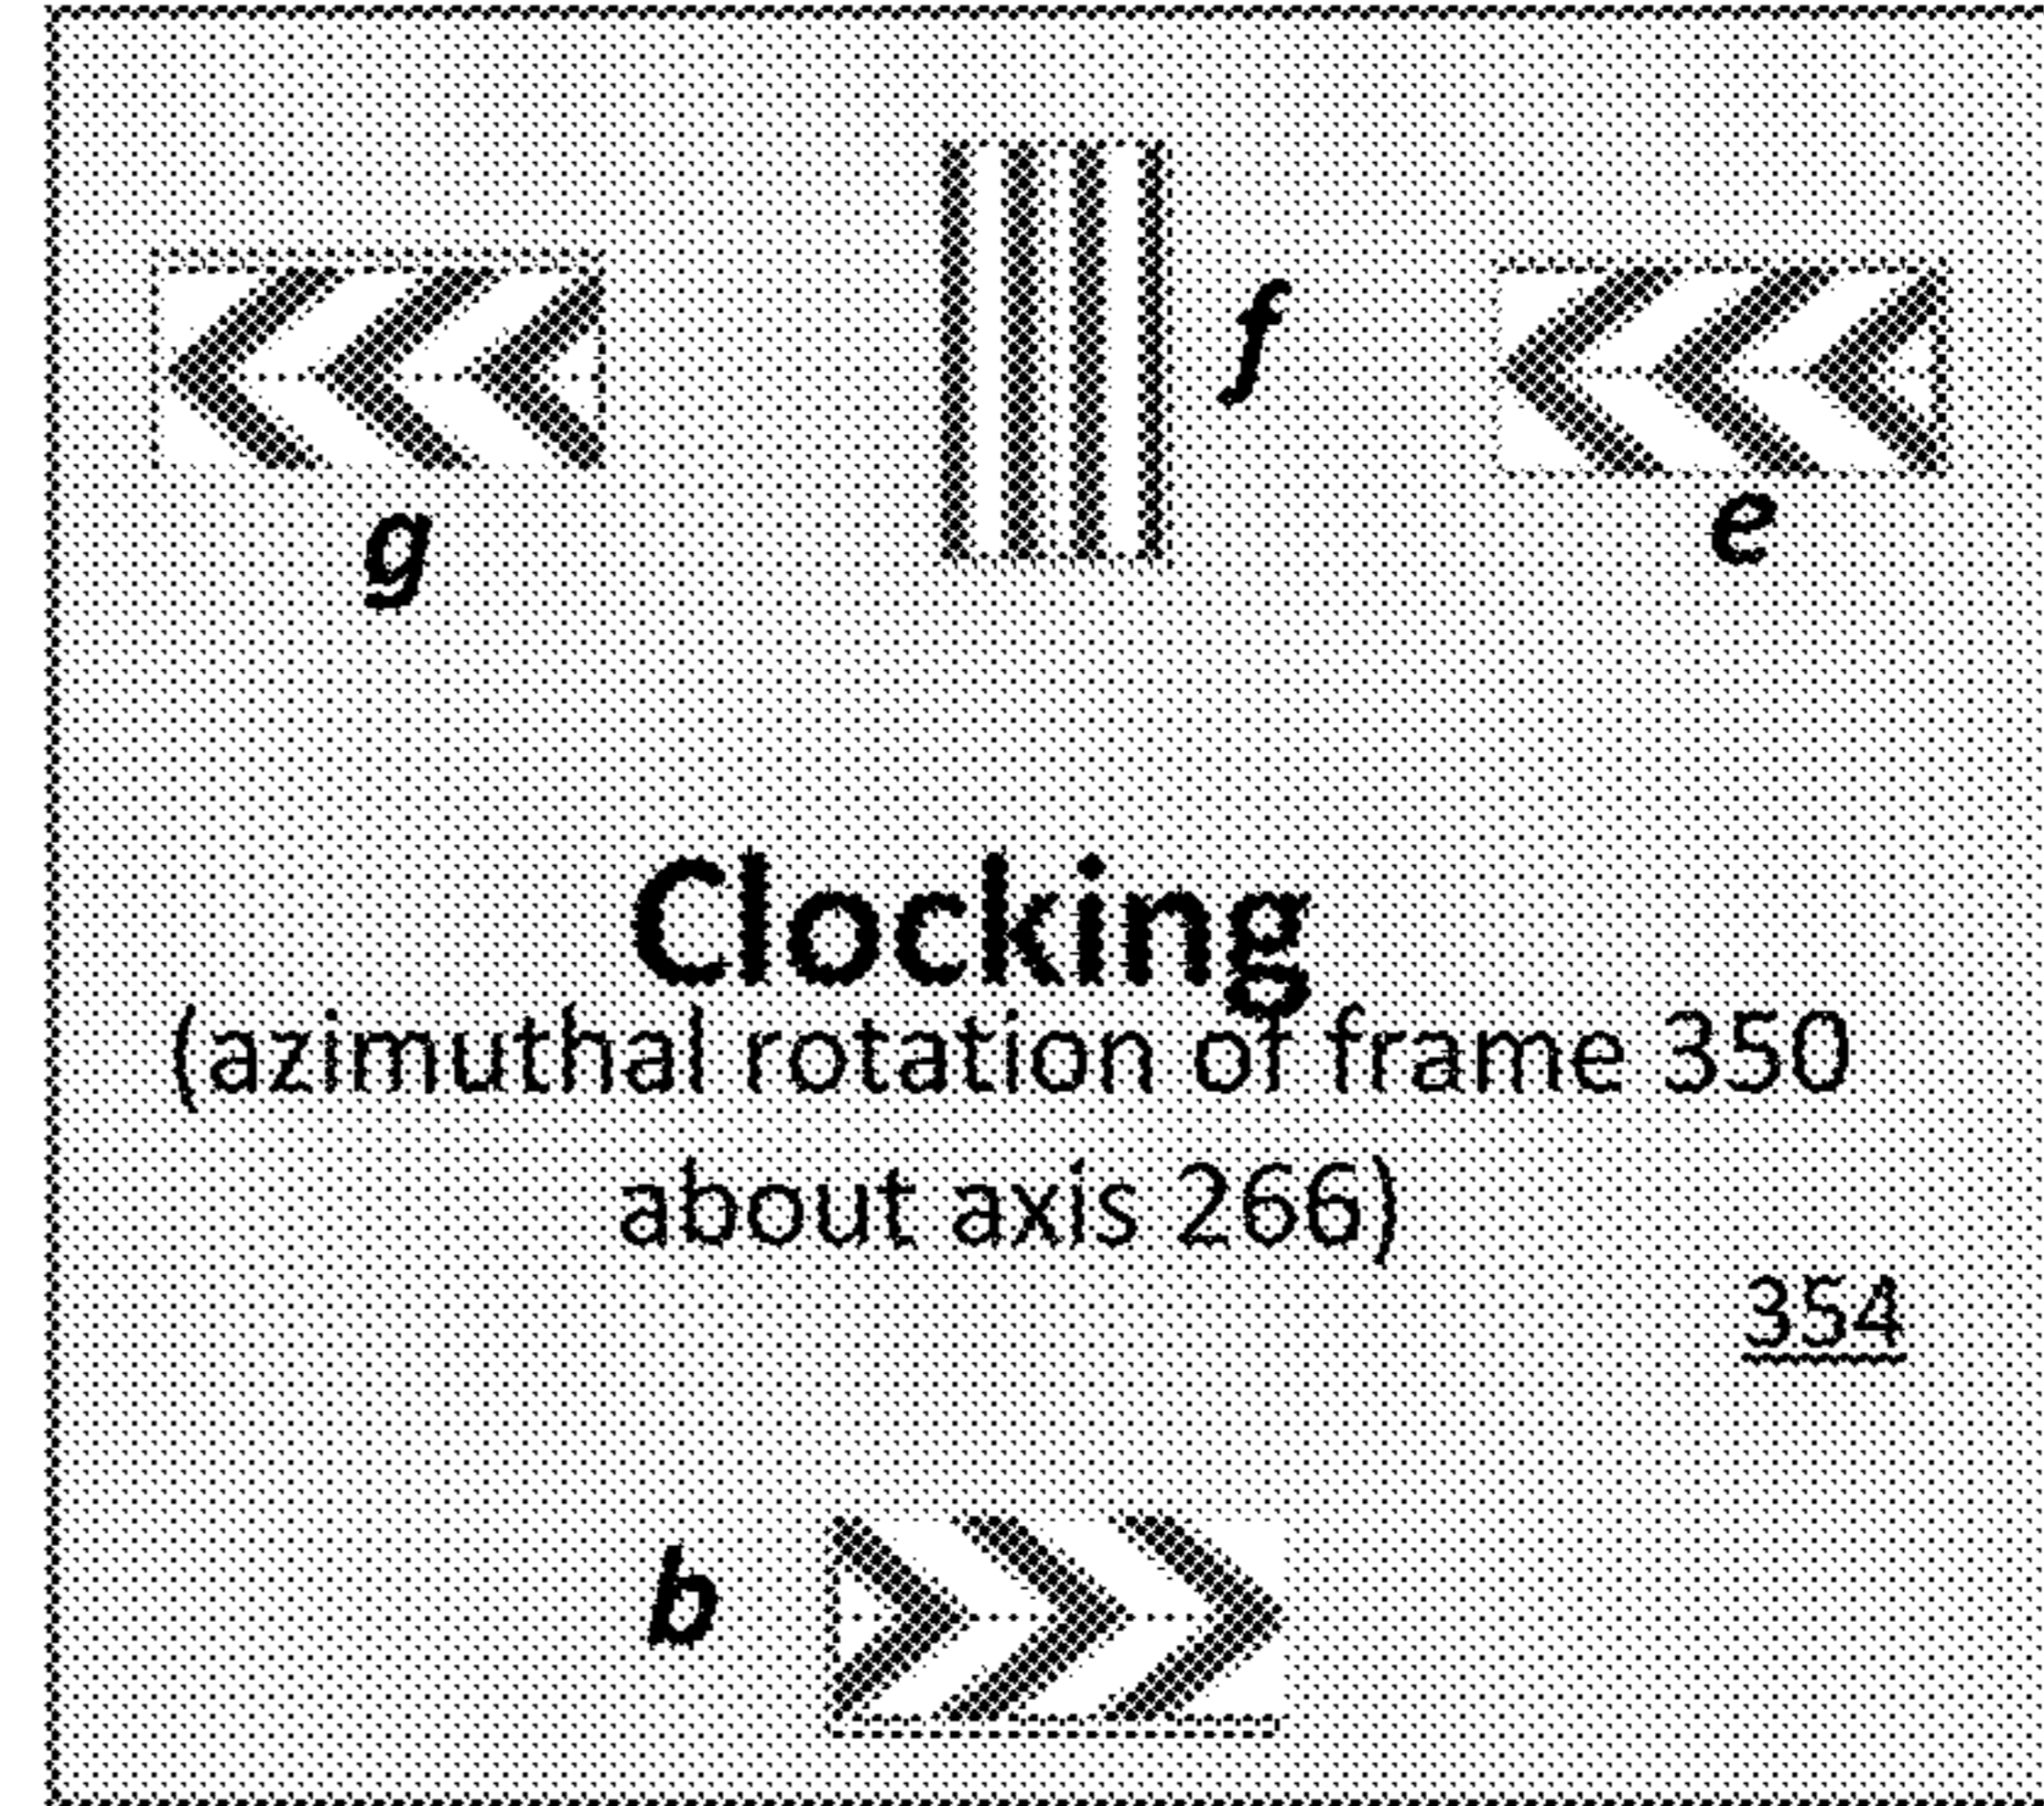 f
g
e
Clocking
(azimuthal rotation of frame 350
about axis 266)
354
b